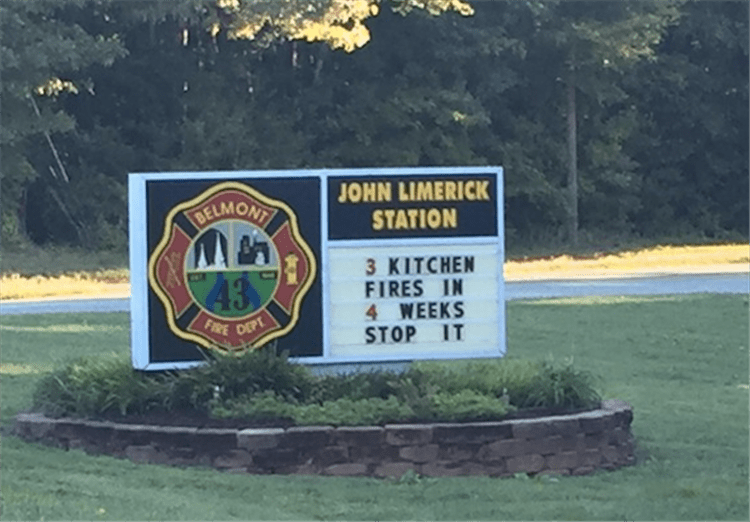 BELMONT
43
FIRE DEPT
JOHN LIMERICK
STATION
3 KITCHEN
FIRES IN
4 WEEKS
STOP IT